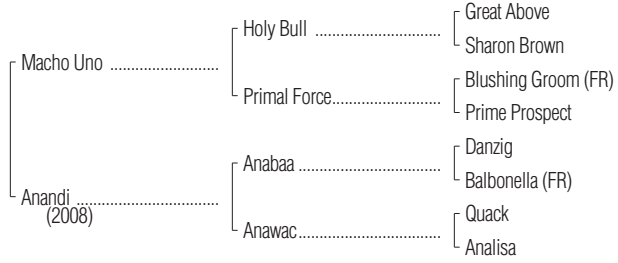 Great Above
Holy Bull ....................................
Sharon Brown
Macho Uno ................................
Blushing Groom (FR)
Primal Force................................
Prime Prospect
Danzig
Anabaa ..........................................
Balbonella (FR)
Anandi ..........................................
(2008)
Quack
Anawac..........................................
Analisa